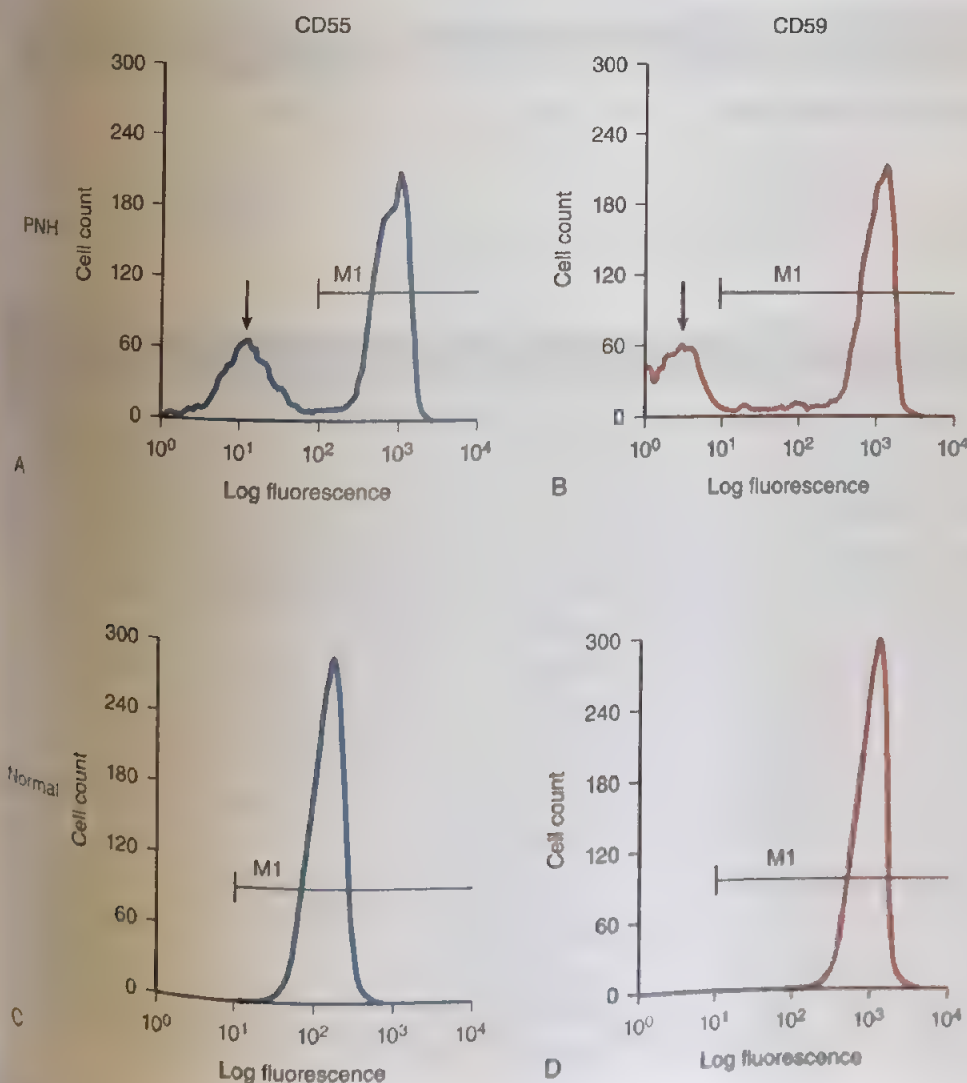 CD55
CD59
300
240
180
120
60
0
Cell count
PNH
M1
10⁰ 10¹ 10² 10³ 10⁴
Log fluorescence
A
300
240
180
120
60
0
Cell count
M1
10⁰ 10¹ 10² 10³ 10⁴
Log fluorescence
B
300
240
180
120
60
0
Cell count
Normal
M1
10⁰ 10¹ 10² 10³ 10⁴
Log fluorescence
C
300
240
180
120
60
0
Cell count
M1
10⁰ 10¹ 10² 10³ 10⁴
Log fluorescence
D